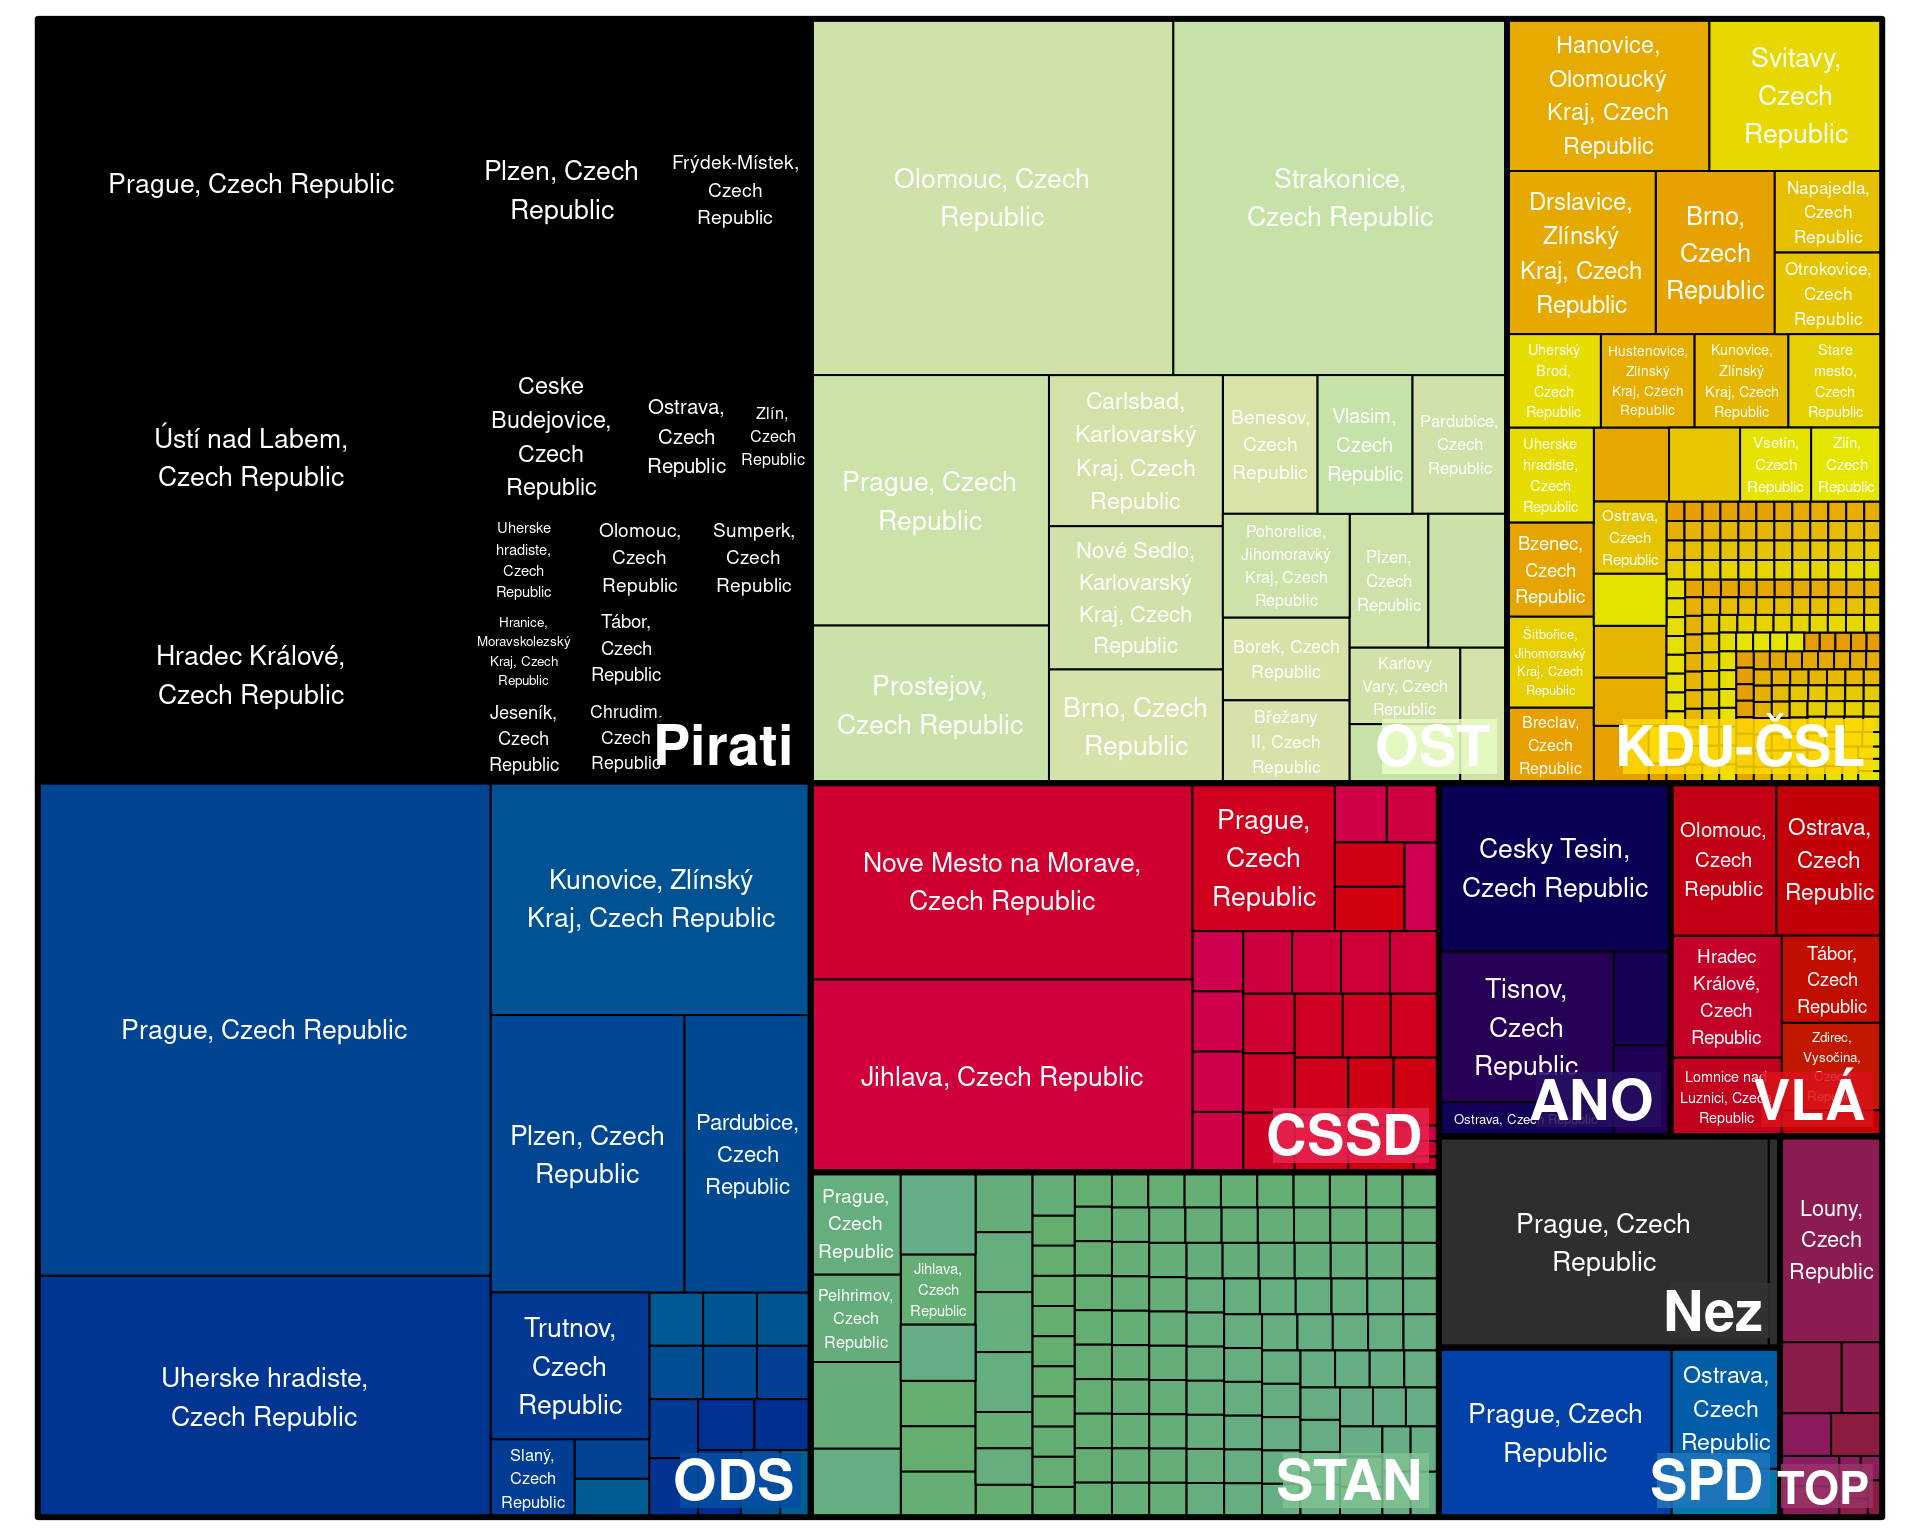 Prague, Czech Republic
Plzen, Czech
Republic
Frýdek-Místek,
Czech
Republic
Ústí nad Labem,
Czech Republic
Ceske
Budejovice,
Czech
Republic
Ostrava,
Czech
Republic
Zlín,
Czech
Republic
Hradec Králové,
Czech Republic
Uherske
hradiste,
Czech
Republic
Olomouc,
Czech
Republic
Sumperk,
Czech
Republic
Hranice,
Moravskolezský
Kraj, Czech
Republic
Tábor,
Czech
Republic
Jeseník,
Czech
Republic
Chrudim,
Czech
Republic
Pirati
Olomouc, Czech
Republic
Strakonice,
Czech Republic
Prague, Czech
Republic
Prostejov,
Czech Republic
Carlsbad,
Karlovarský
Kraj, Czech
Republic
Nové Sedlo,
Karlovarský
Kraj, Czech
Republic
Brno, Czech
Republic
Benesov,
Czech
Republic
Vlasim,
Czech
Republic
Pardubice,
Czech
Republic
Pohorelice,
Jihomoravký
Kraj, Czech
Republic
Plzen,
Czech
Republic
Borek, Czech
Republic
Břežany
II, Czech
Republic
Karlovy
Vary, Czech
Republic
OST
Hanovice,
Olomoucký
Kraj, Czech
Republic
Svitavy,
Czech
Republic
Drslavice,
Zlínský
Kraj, Czech
Republic
Brno,
Czech
Republic
Napajedla,
Czech
Republic
Otrokovice,
Czech
Republic
Uherský
Brod,
Czech
Republic
Hustenovice,
Zlínský
Kraj, Czech
Republic
Kunovice,
Zlínský
Kraj, Czech
Republic
Stare
mesto,
Czech
Republic
Uherske
hradiste,
Czech
Republic
Vsetín,
Czech
Republic
Zlín,
Czech
Republic
Ostrava,
Czech
Republic
Bzenec,
Czech
Republic
Šitbořice,
Jihomoravký
Kraj, Czech
Republic
Breclav,
Czech
Republic
KDU-ČSL
Prague, Czech Republic
Uherske hradiste,
Czech Republic
Kunovice, Zlínský
Kraj, Czech Republic
Plzen, Czech
Republic
Pardubice,
Czech
Republic
Trutnov,
Czech
Republic
Slaný,
Czech
Republic
ODS
Nove Mesto na Morave,
Czech Republic
Jihlava, Czech Republic
Prague,
Czech
Republic
CSSD
Prague,
Czech
Republic
Pelhrimov,
Czech
Republic
Jihlava,
Czech
Republic
STAN
Cesky Tesin,
Czech Republic
Tisnov,
Czech
Republic
Ostrava, Czech Republic
ANO
Olomouc,
Czech
Republic
Ostrava,
Czech
Republic
Hradec
Králové,
Czech
Republic
Tábor,
Czech
Republic
Zdirec,
Vysočina,
Czech
Republic
Lomnice nad
Luznici, Czech
Republic
VLÁ
Prague, Czech
Republic
Nez
Prague, Czech
Republic
Ostrava,
Czech
Republic
SPD
Louny,
Czech
Republic
TOP